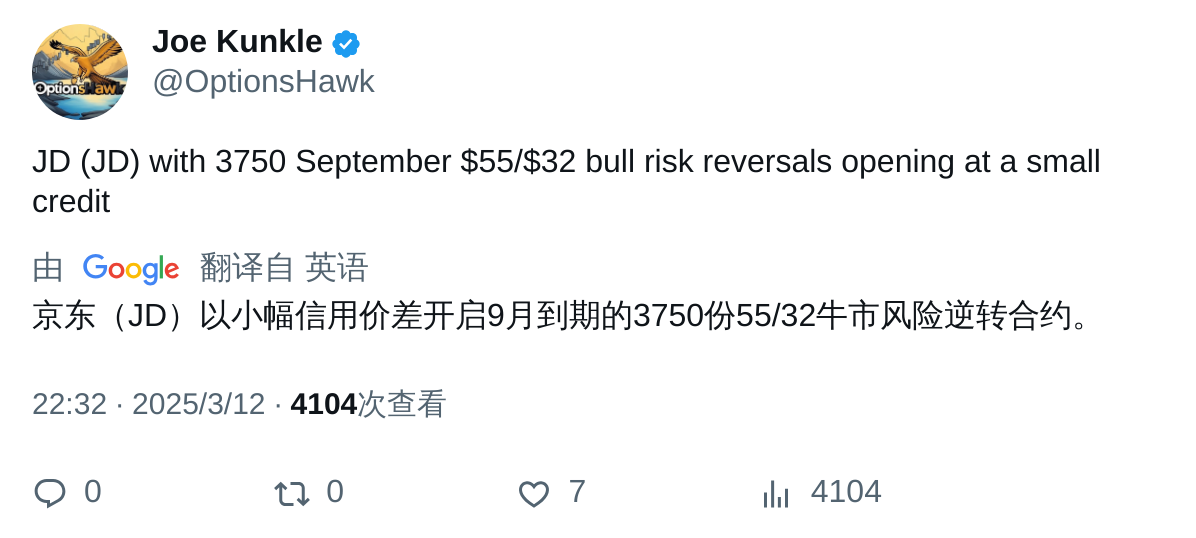 Joe Kunkle
@OptionsHawk
OptionsHawk
JD (JD) with 3750 September $55/$32 bull risk reversals opening at a small
credit
由 Google 翻译自 英语
京东（JD）以小幅信用价差开启9月到期的3750份55/32牛市风险逆转合约。
22:32 · 2025/3/12 · 4104次查看
0 0 7 4104